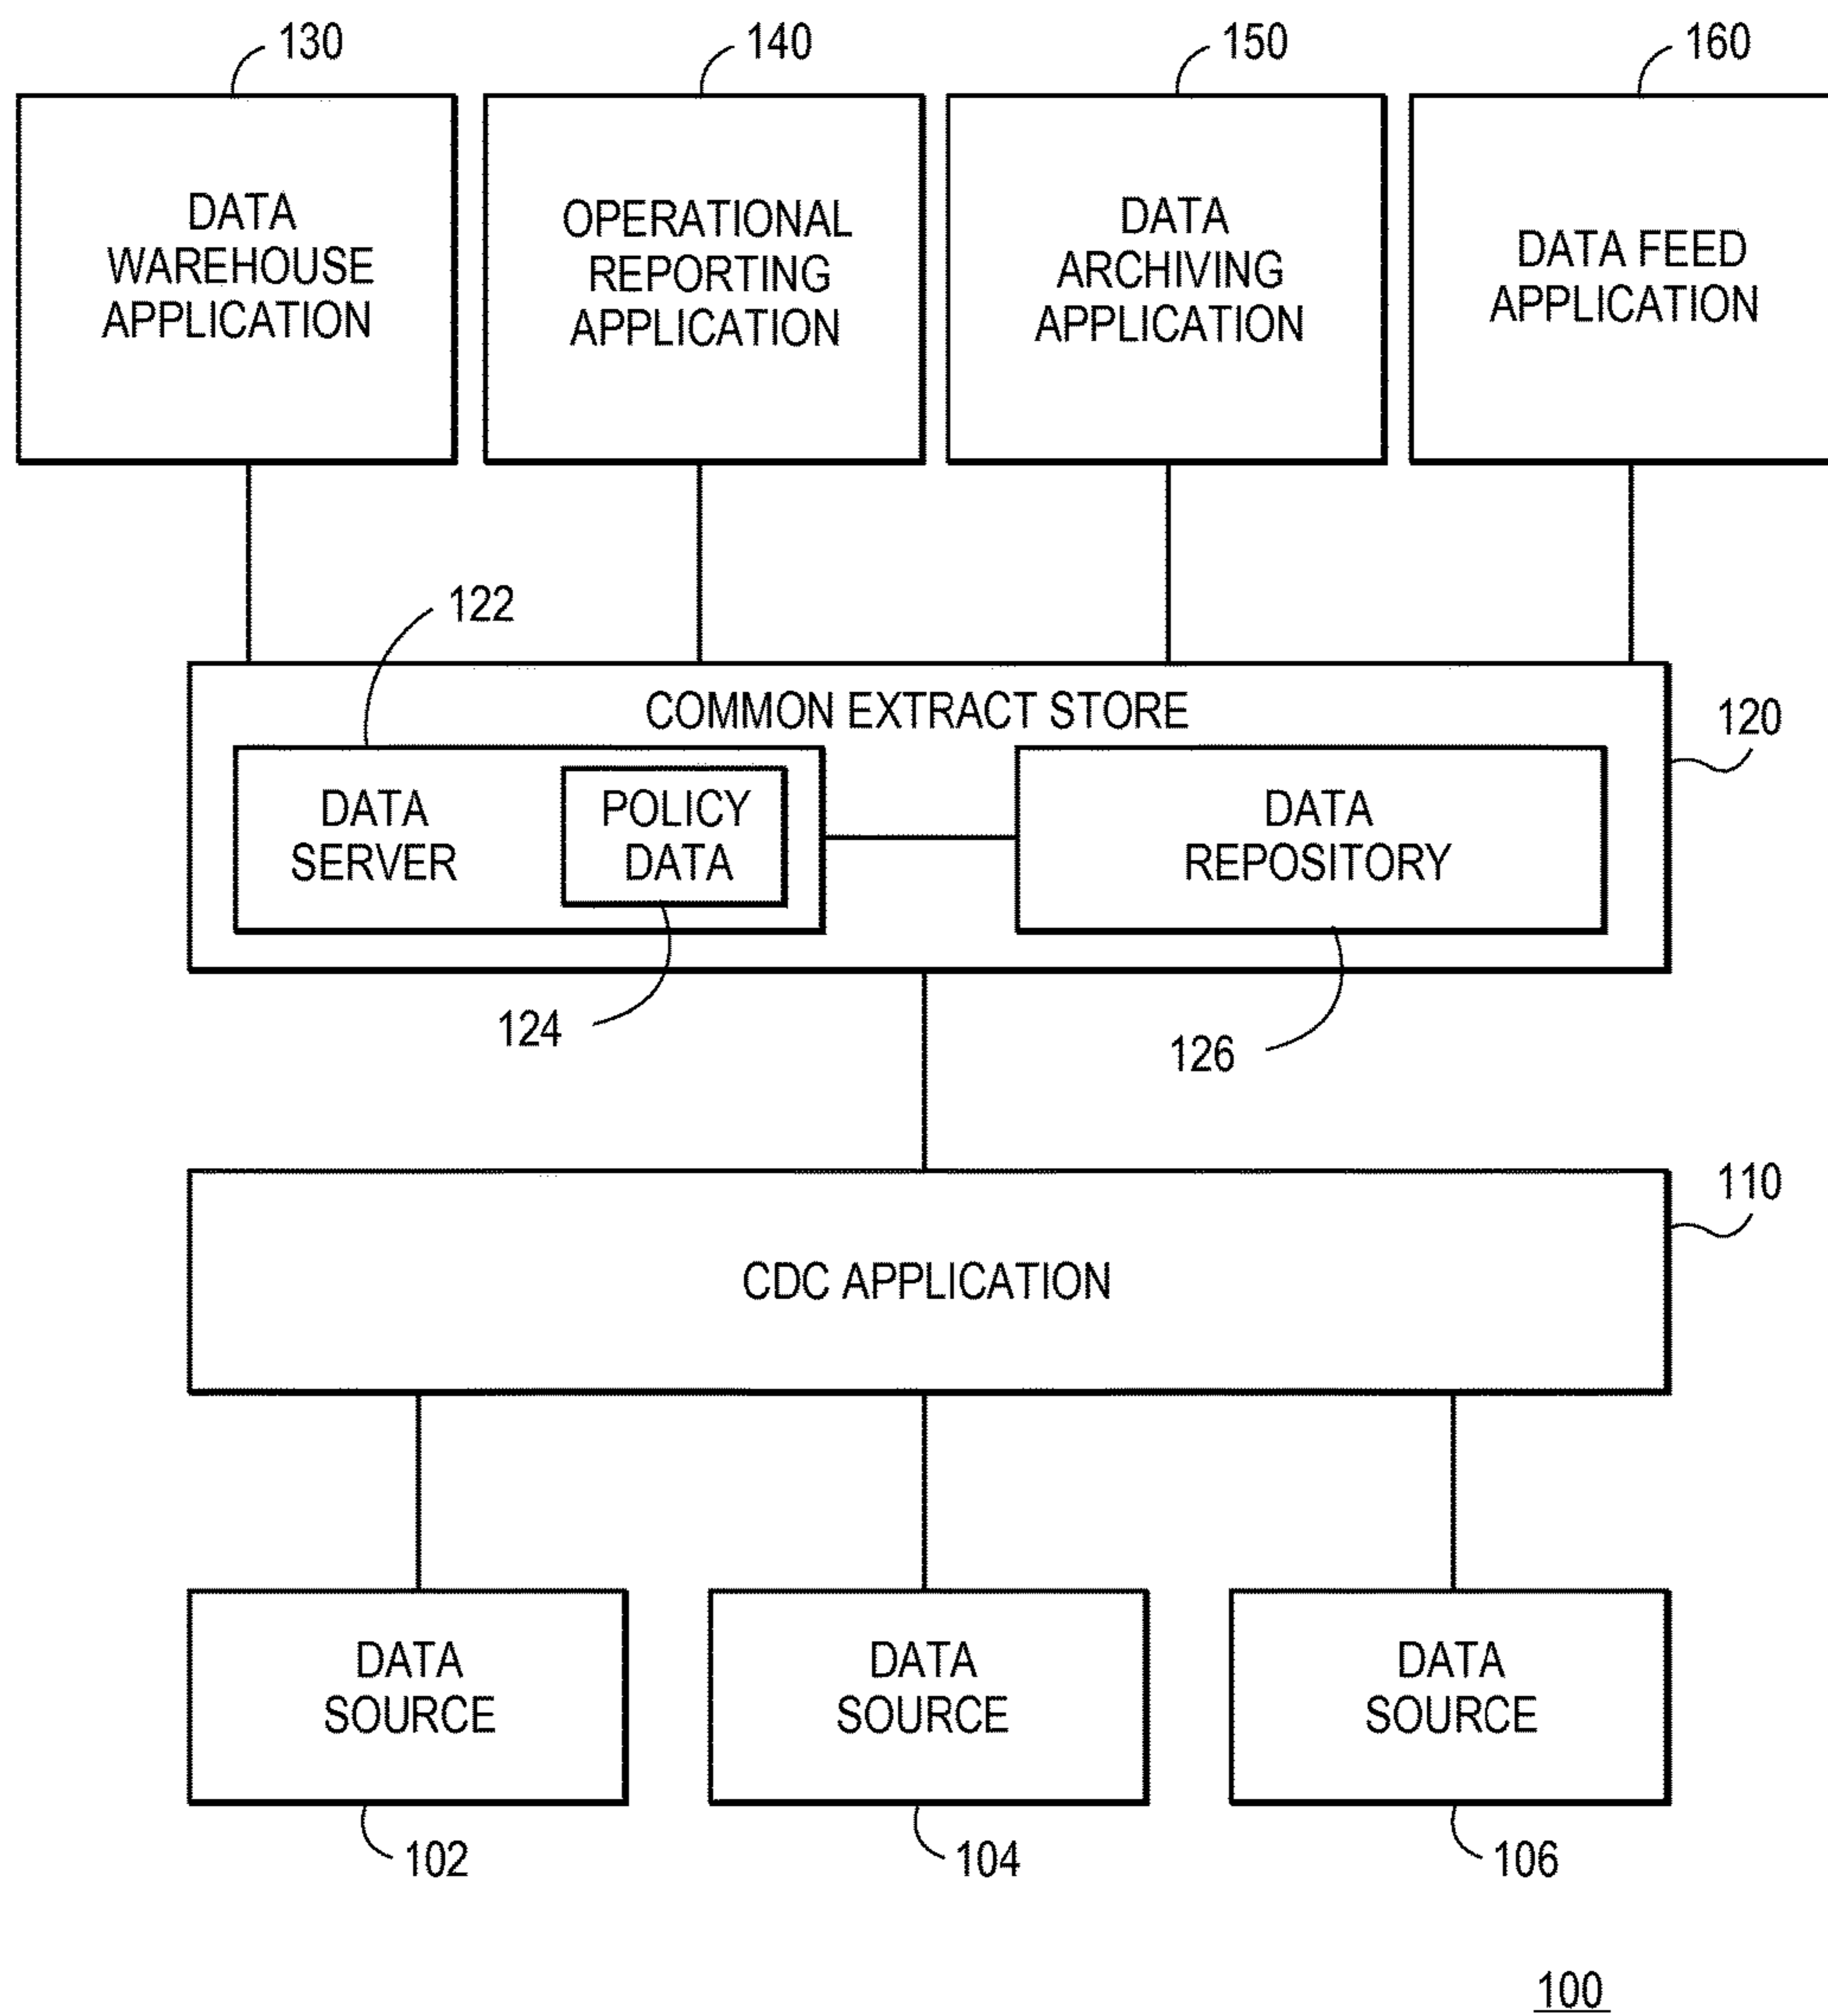 130
140
150
160
DATA
WAREHOUSE
APPLICATION
OPERATIONAL
REPORTING
APPLICATION
DATA
ARCHIVING
APPLICATION
DATA FEED
APPLICATION
122
COMMON EXTRACT STORE
120
DATA
SERVER
POLICY
DATA
DATA
REPOSITORY
124
126
110
CDC APPLICATION
DATA
SOURCE
DATA
SOURCE
DATA
SOURCE
102
104
106
100